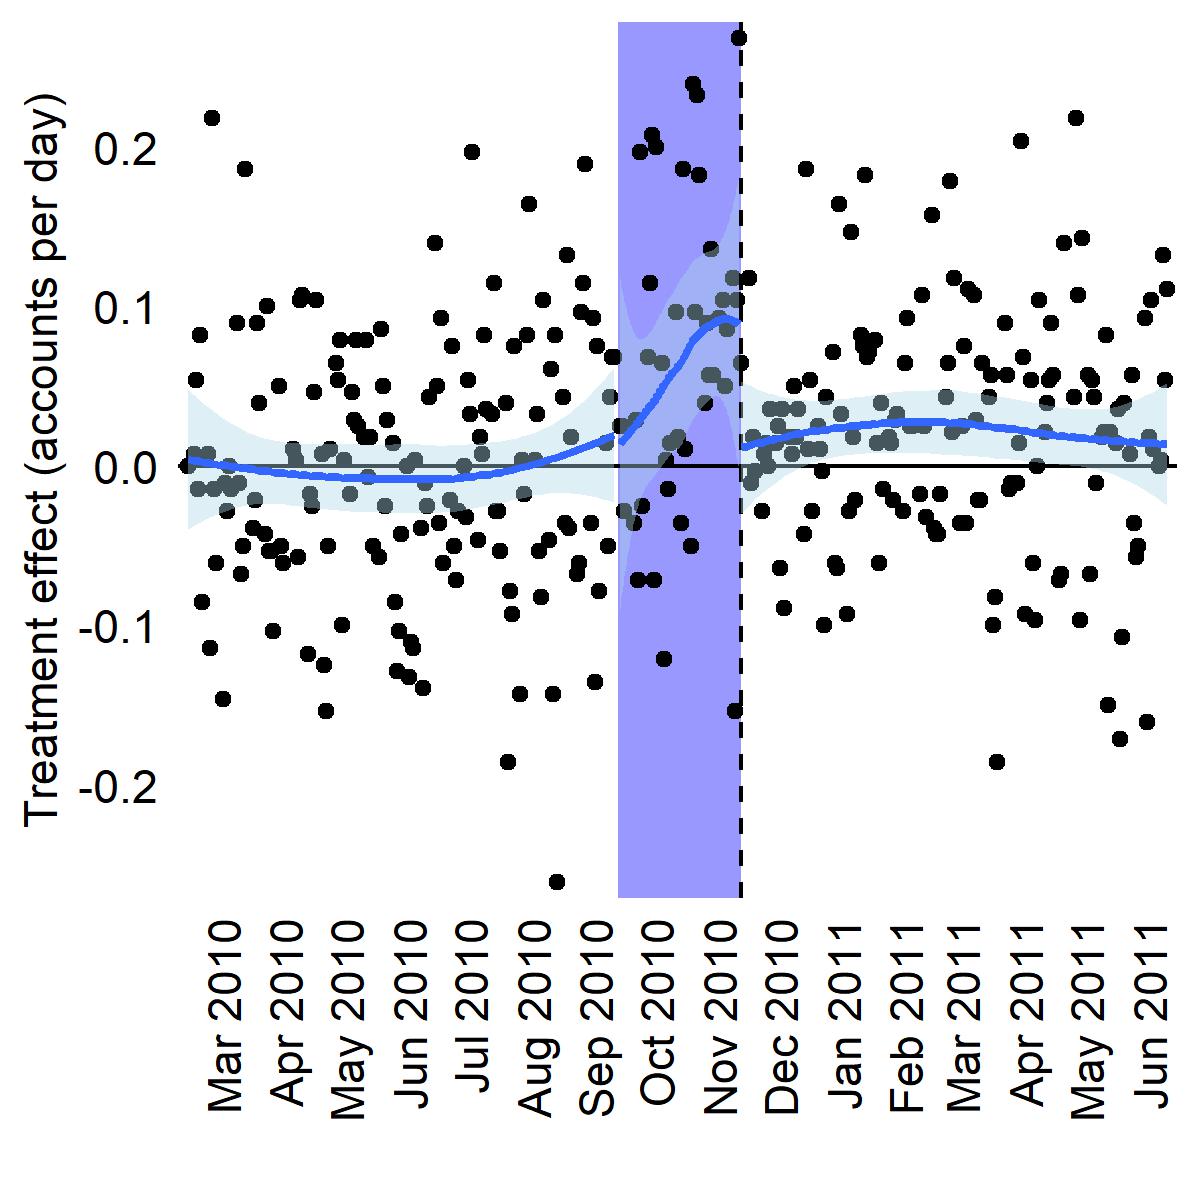 Treatment effect (accounts per day)
0.2
0.1
0.0
-0.1
-0.2
Mar 2010
Apr 2010
May 2010
Jun 2010
Jul 2010
Aug 2010
Sep 2010
Oct 2010
Nov 2010
Dec 2010
Jan 2011
Feb 2011
Mar 2011
Apr 2011
May 2011
Jun 2011